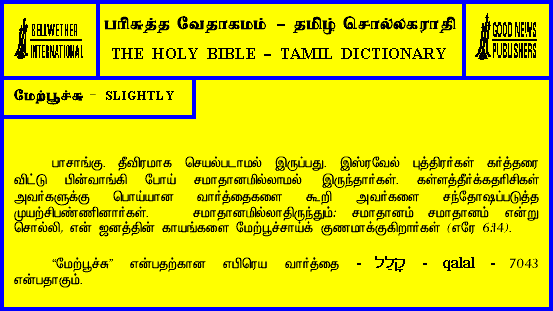 BELLWETHER
INTERNATIONAL
பரிசுத்த வேதாகமம் – தமிழ் சொல்லகராதி
THE HOLY BIBLE – TAMIL DICTIONARY
GOOD NEWS
PUBLISHERS
மேற்பூச்சு - SLIGHTLY
பாசாங்கு. தீவிரமாக செயல்படாமல் இருப்பது. இஸ்ரவேல் புத்திரர்கள் கர்த்தரை
விட்டு பின்வாங்கி போய் சமாதானமில்லாமல் இருந்தார்கள். கள்ளத்தீர்க்கதரிசிகள்
அவர்களுக்கு பொய்யான வார்த்தைகளை கூறி அவர்களை சந்தோஷப்படுத்த
முயற்சிபண்ணினார்கள். சமாதானமில்லாதிருந்தும்: சமாதானம் சமாதானம் என்று
சொல்லி, என் ஜனத்தின் காயங்களை மேற்பூச்சாய்க் குணமாக்குகிறார்கள் (எரே 6:14).
“மேற்பூச்சு” என்பதற்கான எபிரெய வார்த்தை - קָלַל - qalal - 7043
என்பதாகும்.